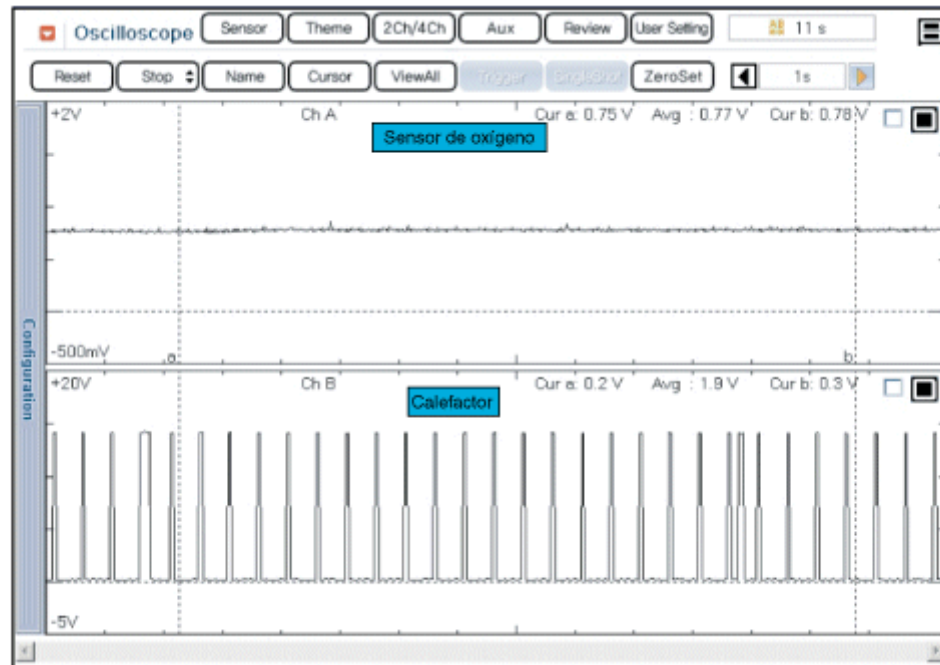 Oscilloscope Sensor Theme 2Ch/4Ch Aux Review User Setting 11 s
Reset Stop Name Cursor ViewAll Trigger SingleShot ZeroSet 1s
+2V Ch A Cur a: 0.75 V Avg : 0.77 V Cur b: 0.78 V
Sensor de oxígeno
-500mV a b
+20V Ch B Cur a: 0.2 V Avg : 1.9 V Cur b: 0.3 V
Calefactor
-5V
Configuration